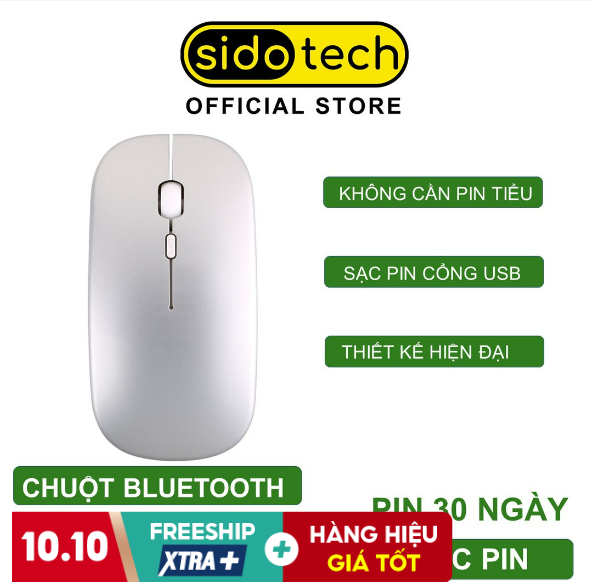 sidotech
OFFICIAL STORE
KHÔNG CẦN PIN TIỂU
SẠC PIN CỔNG USB
THIẾT KẾ HIỆN ĐẠI
CHUỘT BLUETOOTH
PIN 30 NGÀY
C PIN
10.10
FREESHIP
XTRA+
+
HÀNG HIỆU
GIÁ TỐT